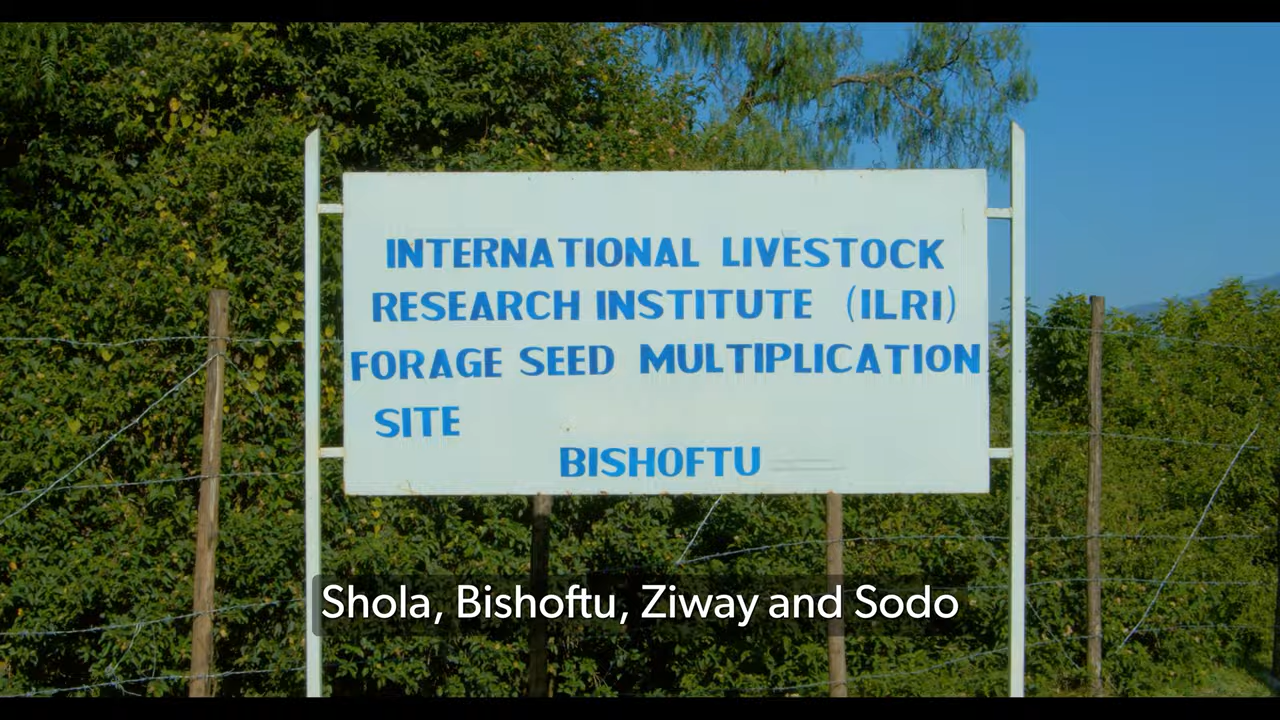 INTERNATIONAL LIVESTOCK
RESEARCH INSTITUTE (ILRI)
FORAGE SEED MULTIPLICATION
SITE
BISHOFTU
Shola, Bishoftu, Ziway and Sodo